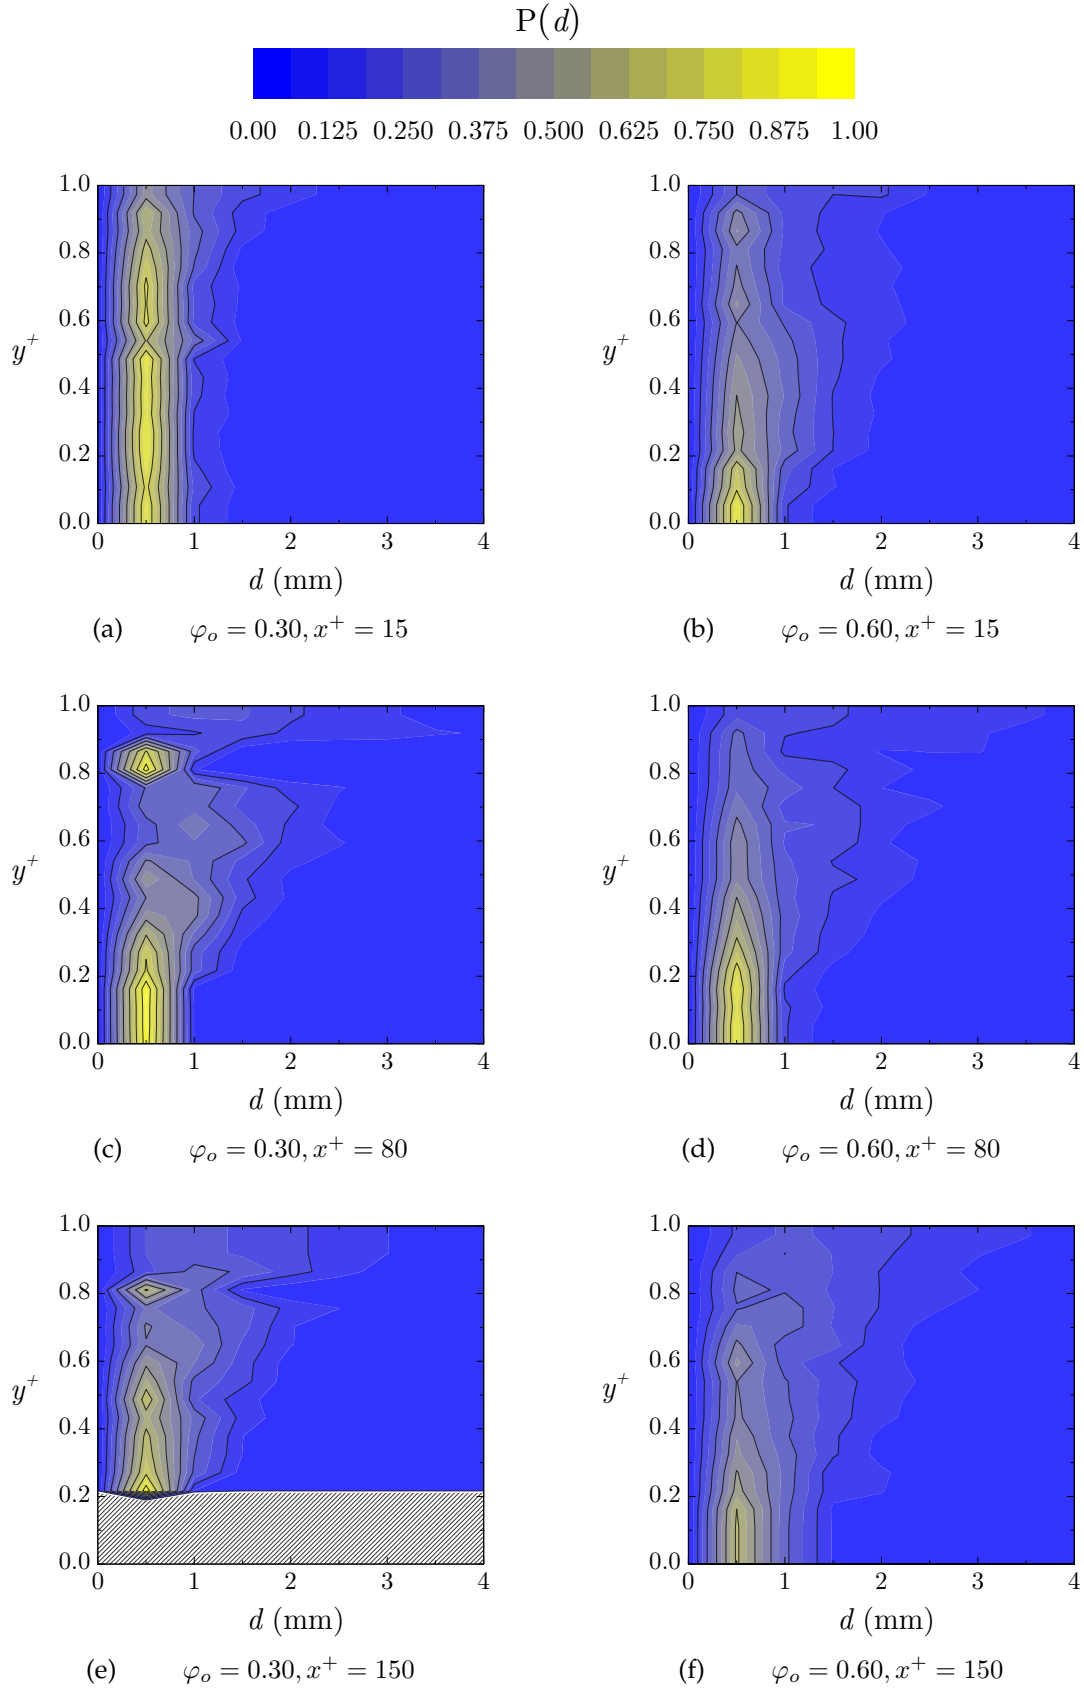 P(d)
0.00 0.125 0.250 0.375 0.500 0.625 0.750 0.875 1.00
1.0 1.0
0.8 0.8
0.6 0.6
y⁺ y⁺
0.4 0.4
0.2 0.2
0.0 0.0
0 1 2 3 4 0 1 2 3 4
d (mm) d (mm)
(a) φₒ = 0.30, x⁺ = 15 (b) φₒ = 0.60, x⁺ = 15
1.0 1.0
0.8 0.8
0.6 0.6
y⁺ y⁺
0.4 0.4
0.2 0.2
0.0 0.0
0 1 2 3 4 0 1 2 3 4
d (mm) d (mm)
(c) φₒ = 0.30, x⁺ = 80 (d) φₒ = 0.60, x⁺ = 80
1.0 1.0
0.8 0.8
0.6 0.6
y⁺ y⁺
0.4 0.4
0.2 0.2
0.0 0.0
0 1 2 3 4 0 1 2 3 4
d (mm) d (mm)
(e) φₒ = 0.30, x⁺ = 150 (f) φₒ = 0.60, x⁺ = 150